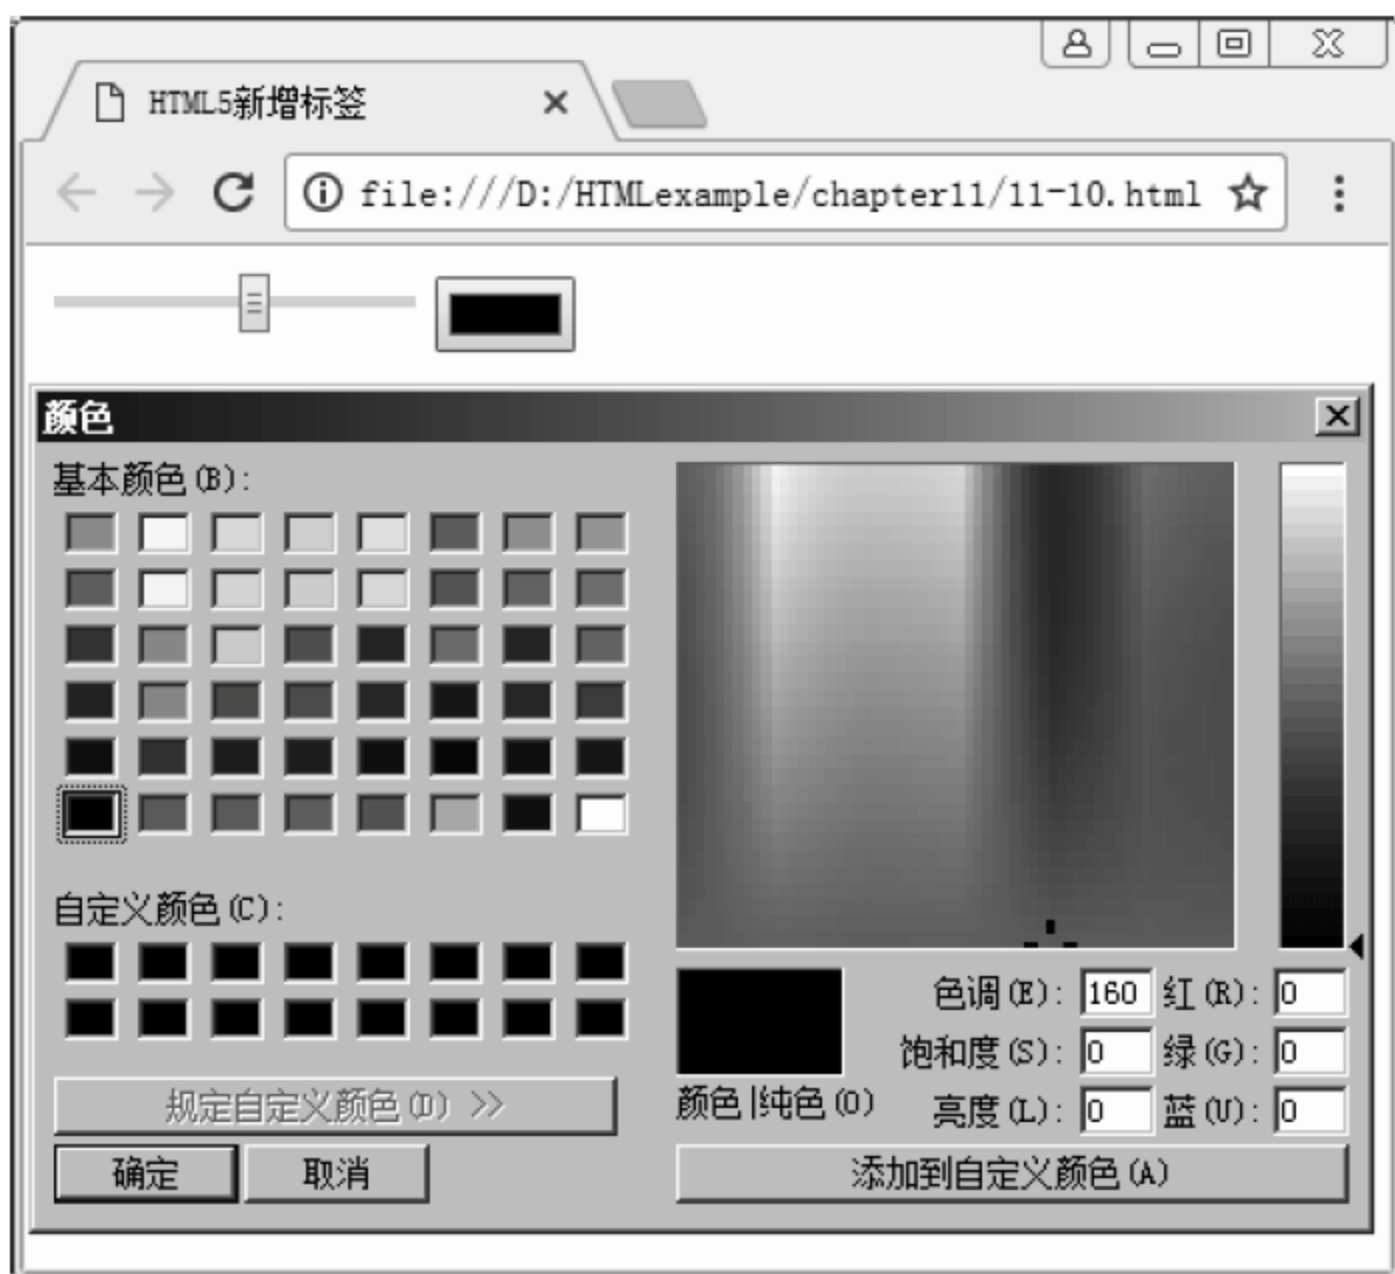 HTML5新增标签
file:///D:/HTMLexample/chapter11/11-10.html
颜色
基本颜色(B):
自定义颜色(C):
规定自定义颜色(D) >>
确定 取消
颜色|纯色(O)
色调(E): 160 红(R): 0
饱和度(S): 0 绿(G): 0
亮度(L): 0 蓝(U): 0
添加到自定义颜色(A)